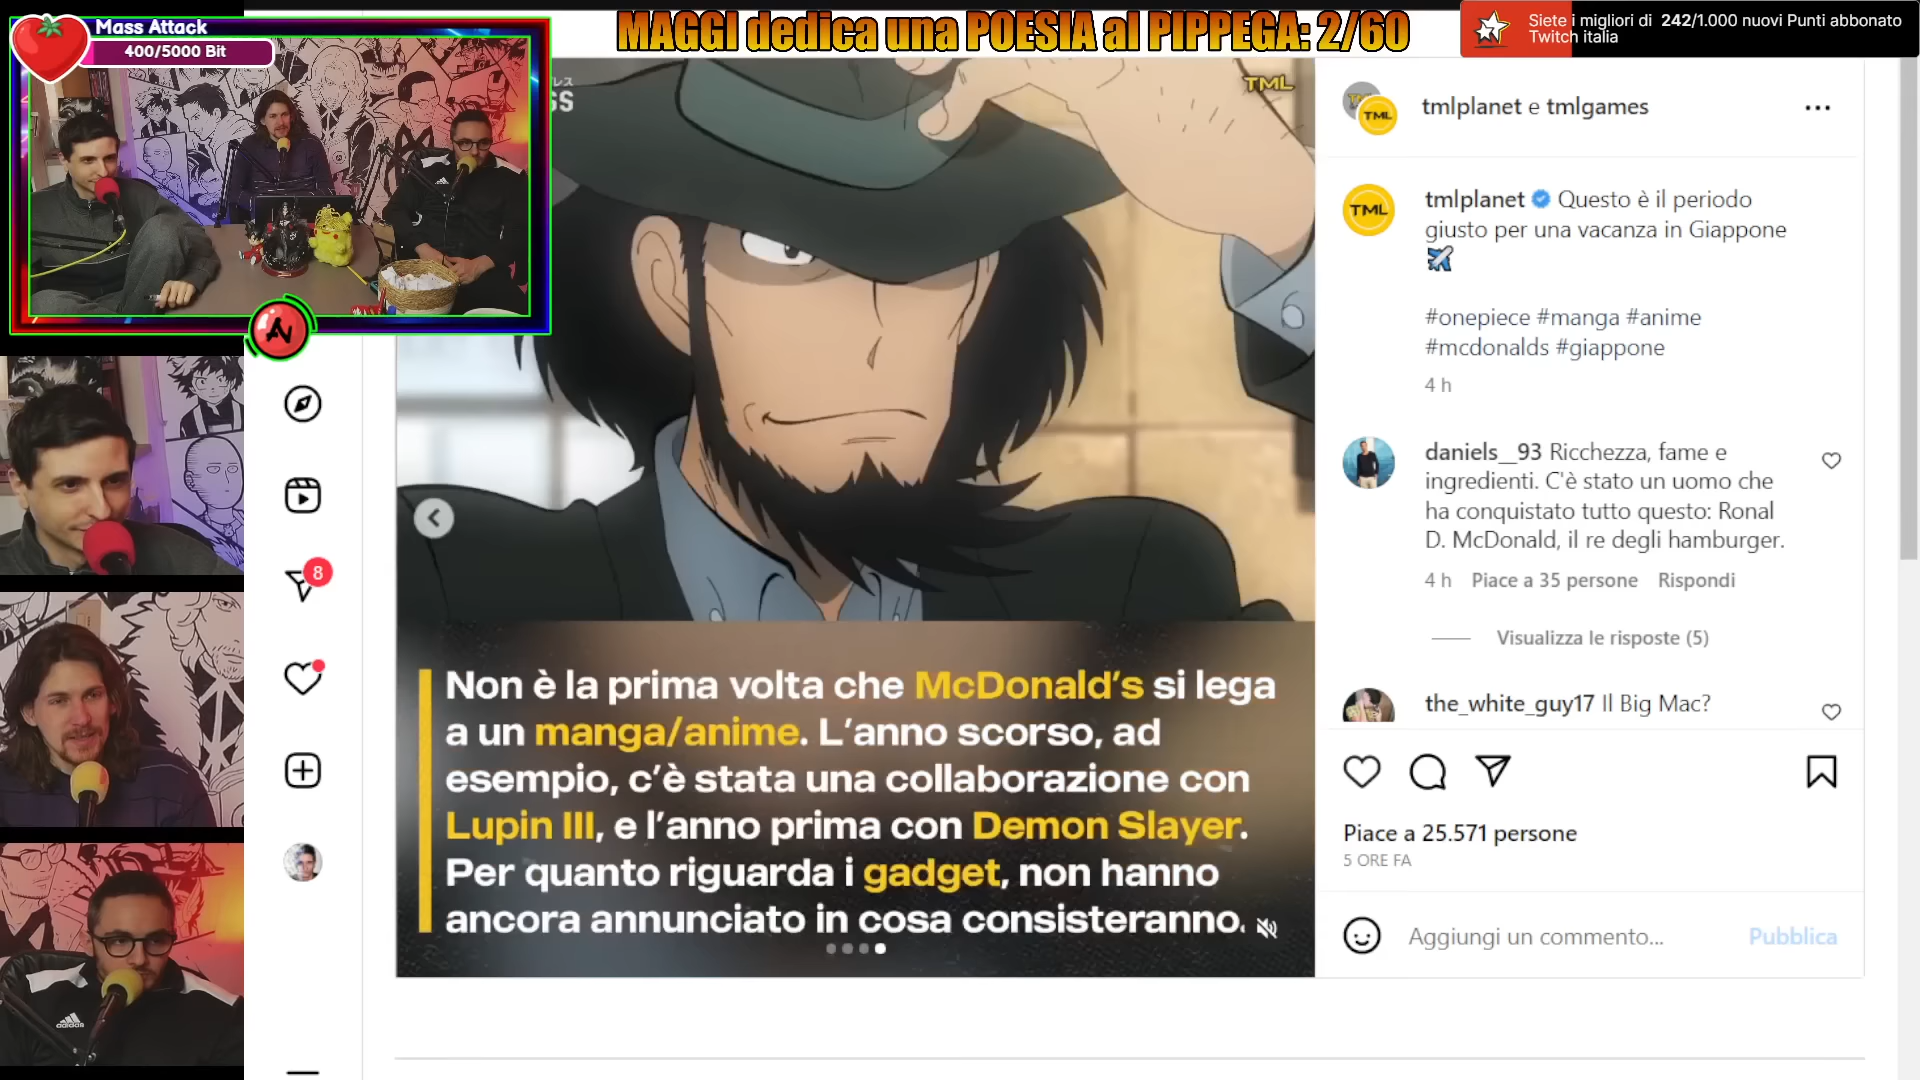 Mass Attack
400/5000 Bit
MAGGI dedica una POESIA al PIPPEGA: 2/60
Siete i migliori di 242/1.000 nuovi Punti abbonato
Twitch italia
TML
tmlplanet e tmlgames
TML
tmlplanet Questo è il periodo
giusto per una vacanza in Giappone
#onepiece #manga #anime
#mcdonalds #giappone
4 h
daniels__93 Ricchezza, fame e
ingredienti. C'è stato un uomo che
ha conquistato tutto questo: Ronal
D. McDonald, il re degli hamburger.
4 h Piace a 35 persone Rispondi
Visualizza le risposte (5)
the_white_guy17 Il Big Mac?
Piace a 25.571 persone
5 ORE FA
Aggiungi un commento... Pubblica
8
Non è la prima volta che McDonald's si lega
a un manga/anime. L'anno scorso, ad
esempio, c'è stata una collaborazione con
Lupin III, e l'anno prima con Demon Slayer.
Per quanto riguarda i gadget, non hanno
ancora annunciato in cosa consisteranno.
adidas